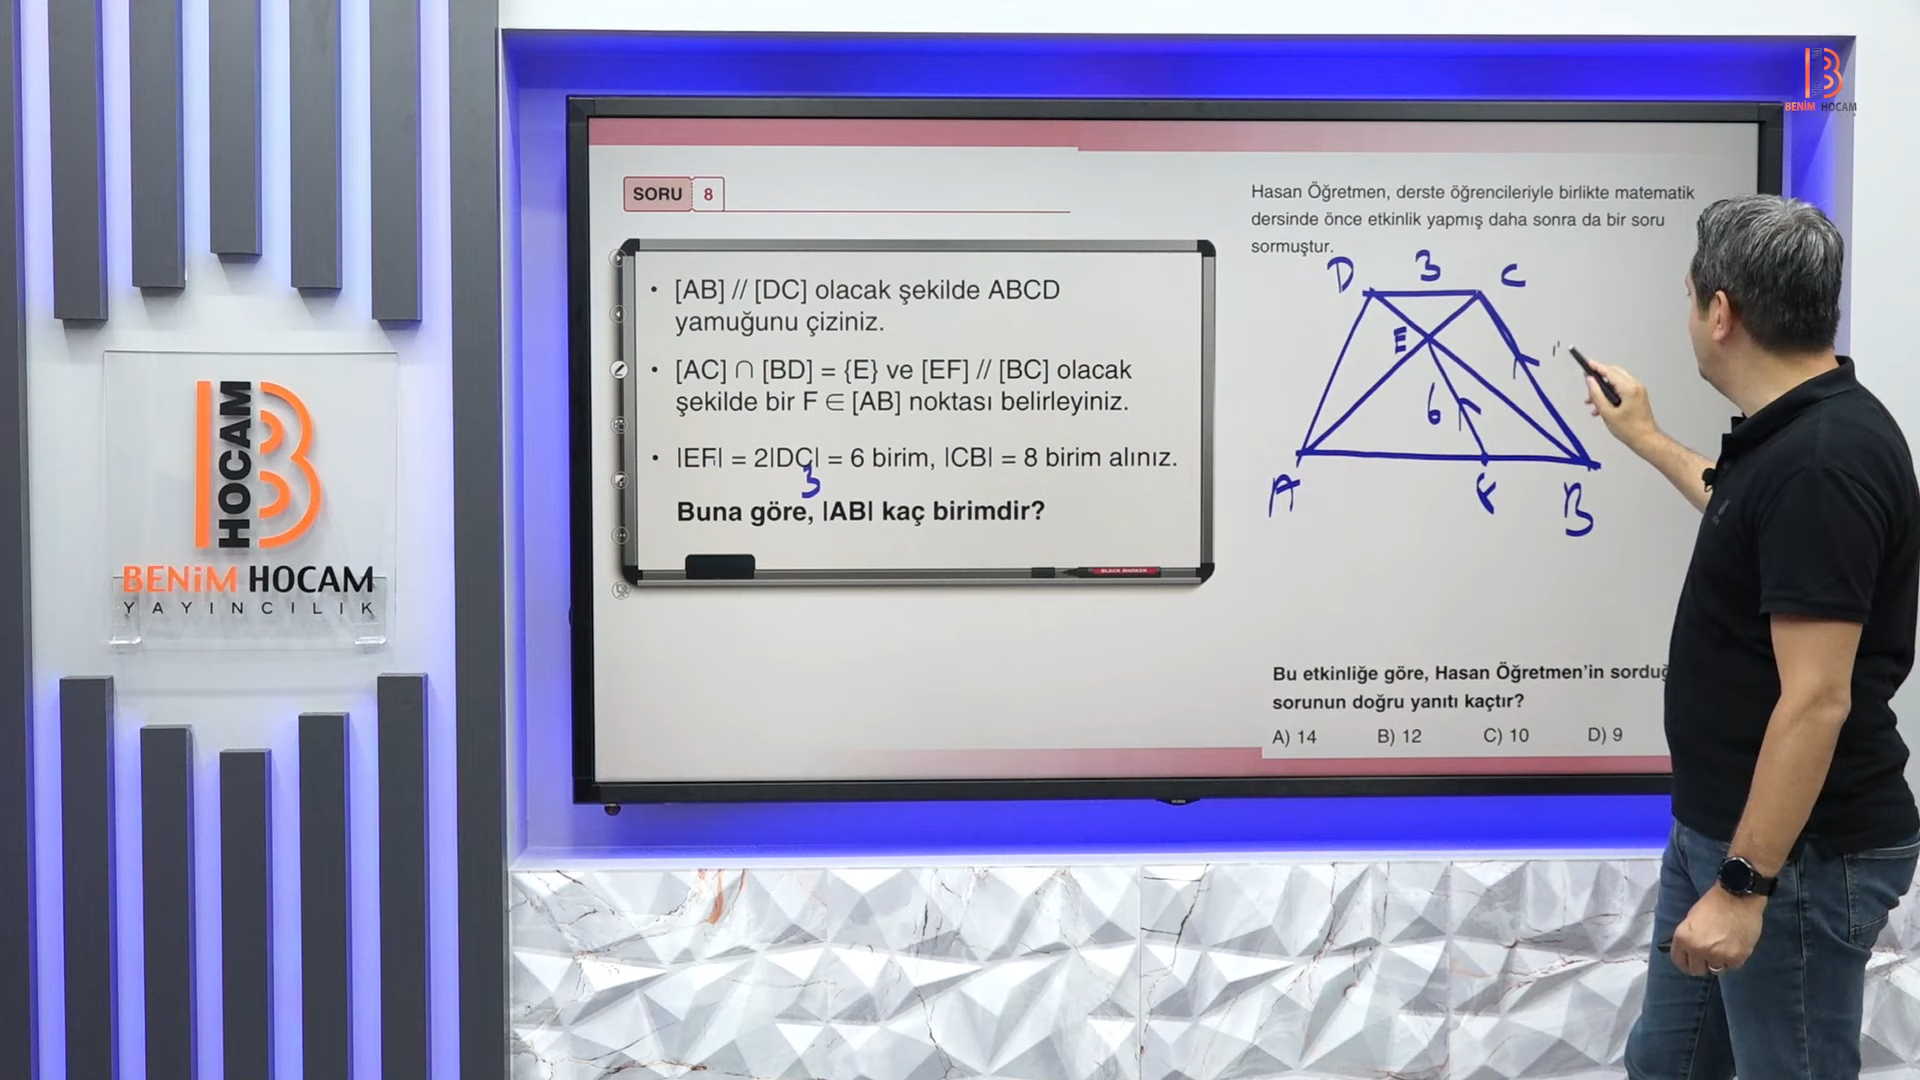 BENİM HOCAM
HOCAM
BENiM HOCAM
YAYINCILIK
SORU 8
• [AB] // [DC] olacak şekilde ABCD
yamuğunu çiziniz.
• [AC] ∩ [BD] = {E} ve [EF] // [BC] olacak
şekilde bir F ∈ [AB] noktası belirleyiniz.
• |EF| = 2|DC| = 6 birim, |CB| = 8 birim alınız.
3
Buna göre, |AB| kaç birimdir?
BLACK MARKER
Hasan Öğretmen, derste öğrencileriyle birlikte matematik
dersinde önce etkinlik yapmış daha sonra da bir soru
sormuştur.
D 3 C
E
6
A F B
Bu etkinliğe göre, Hasan Öğretmen'in sorduğ
sorunun doğru yanıtı kaçtır?
A) 14 B) 12 C) 10 D) 9